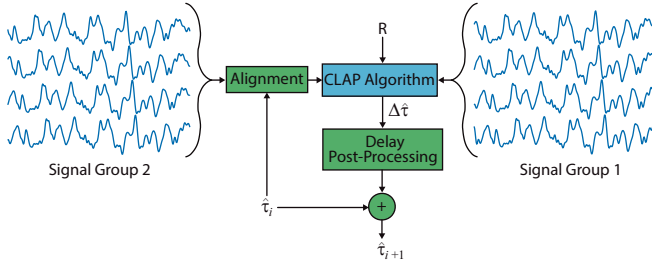 R
Alignment
CLAP Algorithm
Δτ̂
Delay
Post-Processing
Signal Group 2
Signal Group 1
τ̂ᵢ
+
τ̂ᵢ₊₁